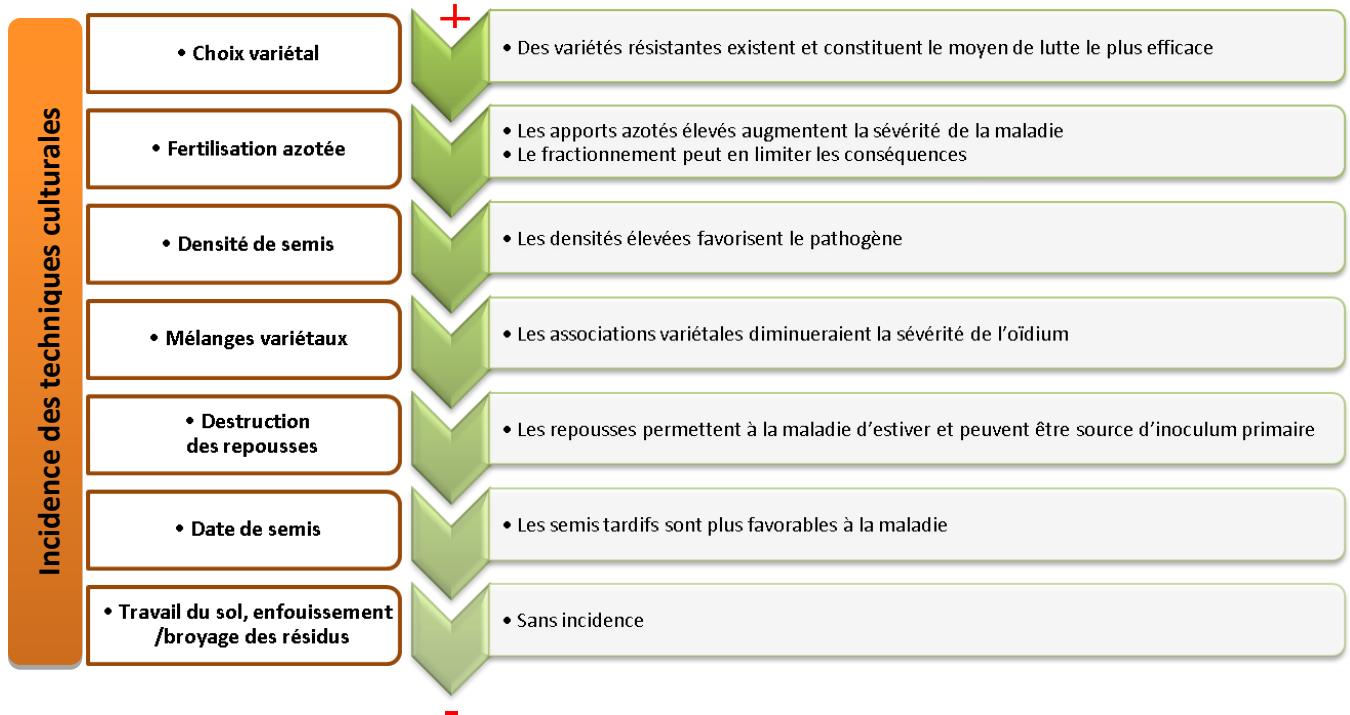 Incidence des techniques culturales
+
• Choix variétal
• Des variétés résistantes existent et constituent le moyen de lutte le plus efficace
• Fertilisation azotée
• Les apports azotés élevés augmentent la sévérité de la maladie
• Le fractionnement peut en limiter les conséquences
• Densité de semis
• Les densités élevées favorisent le pathogène
• Mélanges variétaux
• Les associations variétales diminueraient la sévérité de l’oïdium
• Destruction
des repousses
• Les repousses permettent à la maladie d’estiver et peuvent être source d’inoculum primaire
• Date de semis
• Les semis tardifs sont plus favorables à la maladie
• Travail du sol, enfouissement
/broyage des résidus
• Sans incidence
-